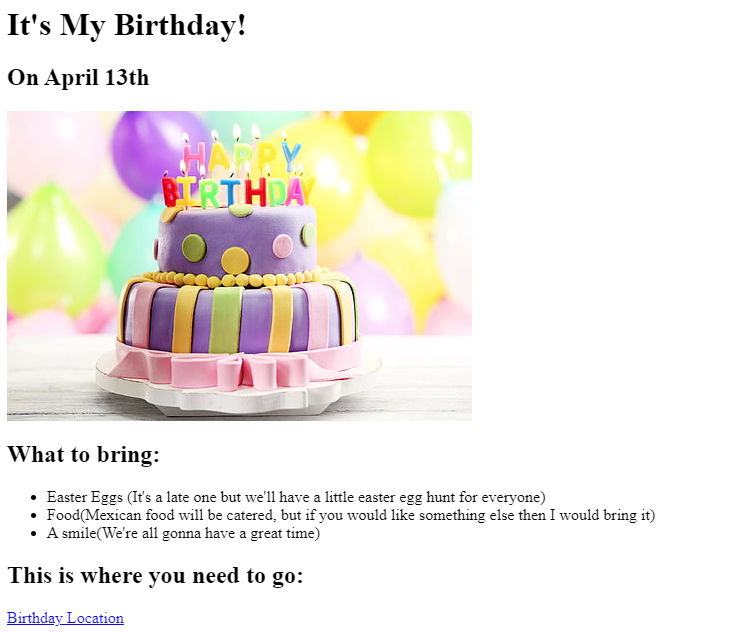 It's My Birthday!
On April 13th
HAPPY
BIRTHDAY
What to bring:
Easter Eggs (It's a late one but we'll have a little easter egg hunt for everyone)
Food(Mexican food will be catered, but if you would like something else then I would bring it)
A smile(We're all gonna have a great time)
This is where you need to go:
Birthday Location